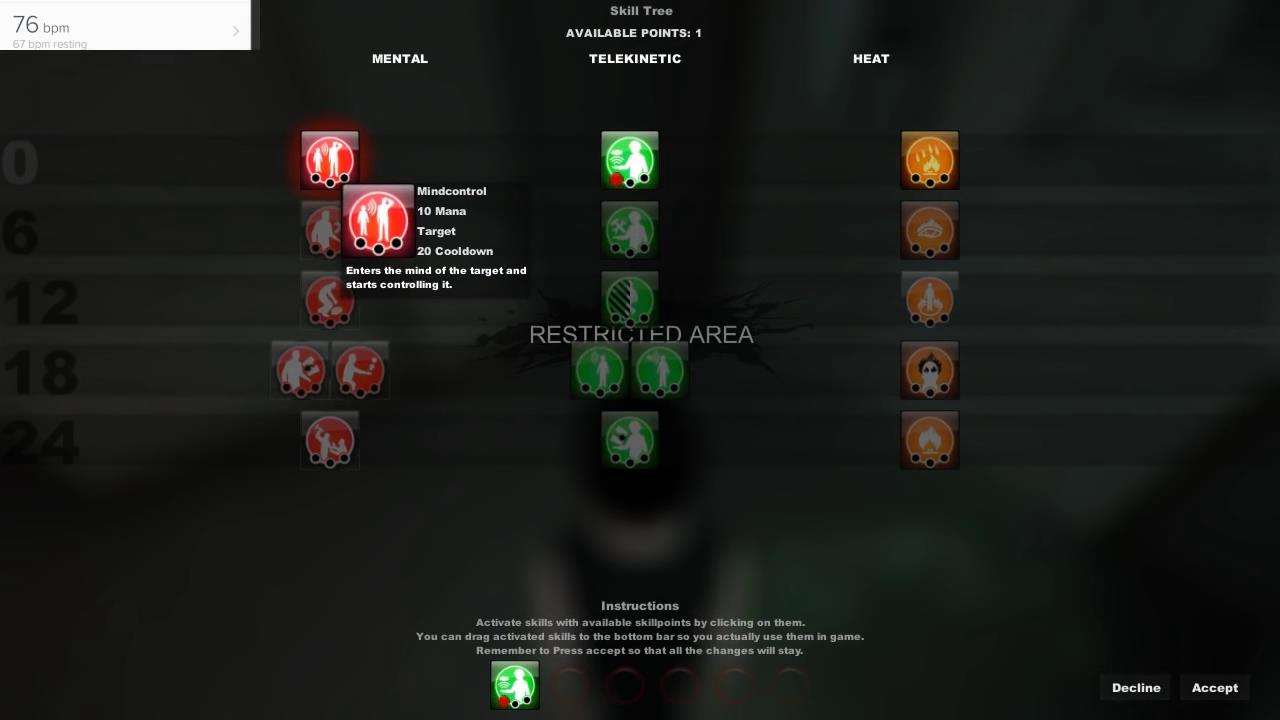 76 bpm
67 bpm resting
Skill Tree
AVAILABLE POINTS: 1
MENTAL
TELEKINETIC
HEAT
0
Mindcontrol
10 Mana
6
Target
20 Cooldown
Enters the mind of the target and
starts controlling it.
12
RESTRICTED AREA
18
24
Instructions
Activate skills with available skillpoints by clicking on them.
You can drag activated skills to the bottom bar so you actually use them in game.
Remember to Press accept so that all the changes will stay.
Decline
Accept